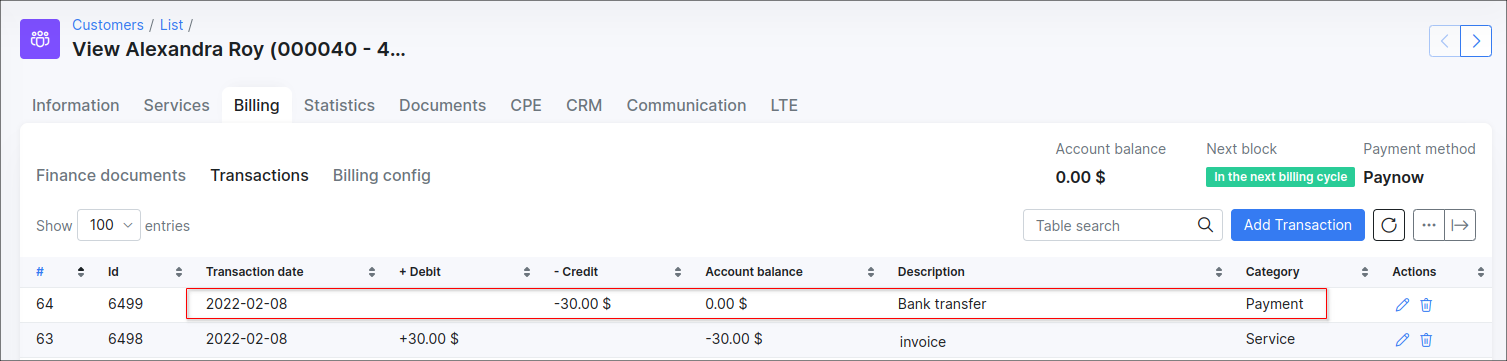 Customers / List /
View Alexandra Roy (000040 - 4...
Information Services Billing Statistics Documents CPE CRM Communication LTE
Account balance Next block Payment method
Finance documents Transactions Billing config
0.00 $ In the next billing cycle Paynow
Show 100 entries Table search Add Transaction
# Id Transaction date + Debit - Credit Account balance Description Category Actions
64 6499 2022-02-08 -30.00 $ 0.00 $ Bank transfer Payment
63 6498 2022-02-08 +30.00 $ -30.00 $ invoice Service